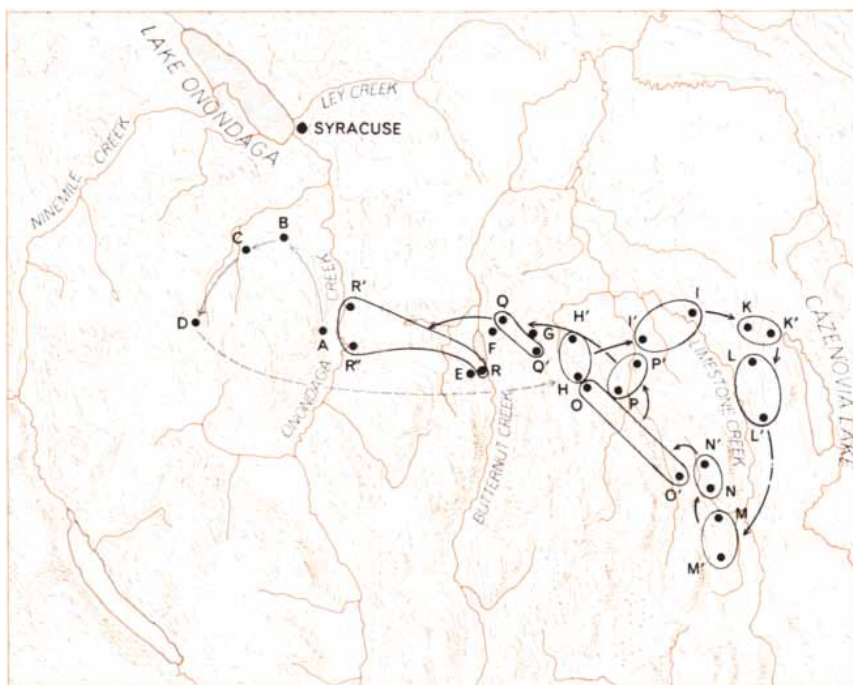 LAKE ONONDAGA
LEY CREEK
SYRACUSE
NINEMILE CREEK
B
C
D
A
ONONDAGA CREEK
R'
R"
Q
F
G
Q'
E
R
BUTTERNUT CREEK
H'
H
O
I
I'
P'
P
K
K'
CAZENOVIA LAKE
L
L'
LIMESTONE CREEK
N'
N
O'
M
M'